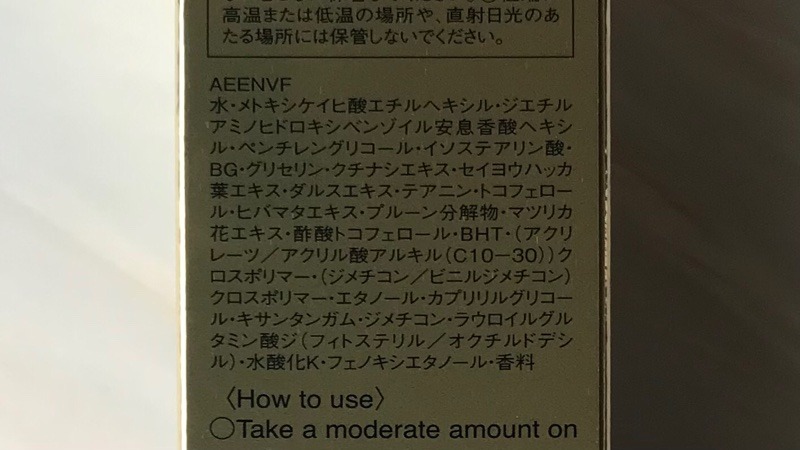 高温または低温の場所や、直射日光のあ
たる場所には保管しないでください。
AEENVF
水・メトキシケイヒ酸エチルヘキシル・ジエチル
アミノヒドロキシベンゾイル安息香酸ヘキシ
ル・ペンチレングリコール・イソステアリン酸・
BG・グリセリン・クチナシエキス・セイヨウハッカ
葉エキス・ダルスエキス・テアニン・トコフェロー
ル・ヒバマタエキス・プルーン分解物・マツリカ
花エキス・酢酸トコフェロール・BHT・(アクリ
レーツ／アクリル酸アルキル(C10−30))ク
ロスポリマー・(ジメチコン／ビニルジメチコン)
クロスポリマー・エタノール・カプリリルグリコー
ル・キサンタンガム・ジメチコン・ラウロイルグル
タミン酸ジ(フィトステリル／オクチルドデシ
ル)・水酸化K・フェノキシエタノール・香料
〈How to use〉
○Take a moderate amount on